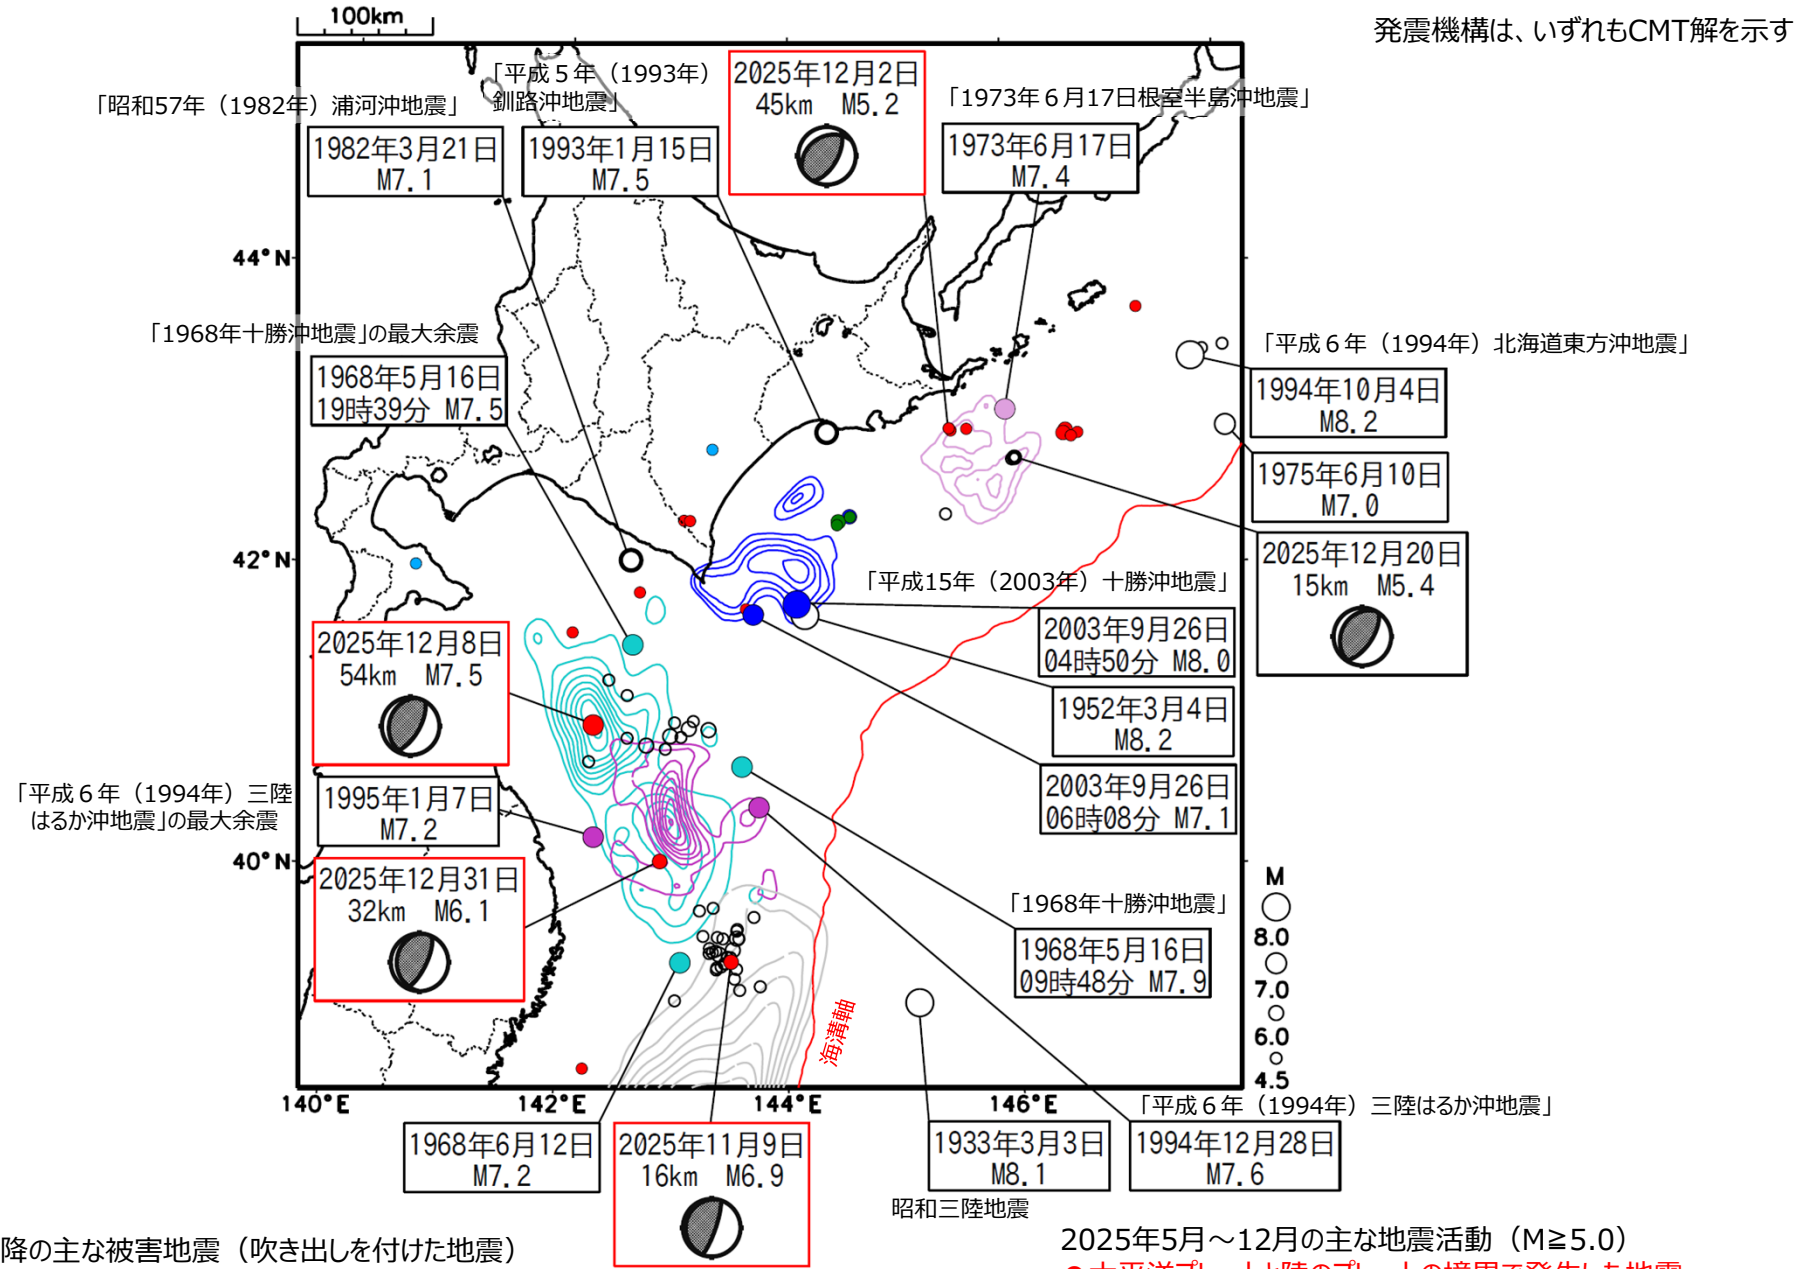 100km
発震機構は、いずれもCMT解を示す
「平成５年（1993年）
釧路沖地震」
「昭和57年（1982年）浦河沖地震」
2025年12月2日
45km M5.2
「1973年６月17日根室半島沖地震」
1982年3月21日
M7.1
1993年1月15日
M7.5
1973年6月17日
M7.4
44°N
「1968年十勝沖地震」の最大余震
1968年5月16日
19時39分 M7.5
「平成６年（1994年）北海道東方沖地震」
1994年10月4日
M8.2
1975年6月10日
M7.0
42°N
2025年12月20日
15km M5.4
「平成15年（2003年）十勝沖地震」
2003年9月26日
04時50分 M8.0
2025年12月8日
54km M7.5
1952年3月4日
M8.2
2003年9月26日
06時08分 M7.1
「平成６年（1994年）三陸
はるか沖地震」の最大余震
1995年1月7日
M7.2
40°N
2025年12月31日
32km M6.1
M
8.0
7.0
6.0
4.5
「1968年十勝沖地震」
1968年5月16日
09時48分 M7.9
海溝軸
140°E
142°E
144°E
146°E
「平成６年（1994年）三陸はるか沖地震」
1968年6月12日
M7.2
2025年11月9日
16km M6.9
1933年3月3日
M8.1
昭和三陸地震
1994年12月28日
M7.6
降の主な被害地震（吹き出しを付けた地震）
2025年5月～12月の主な地震活動（M≧5.0）